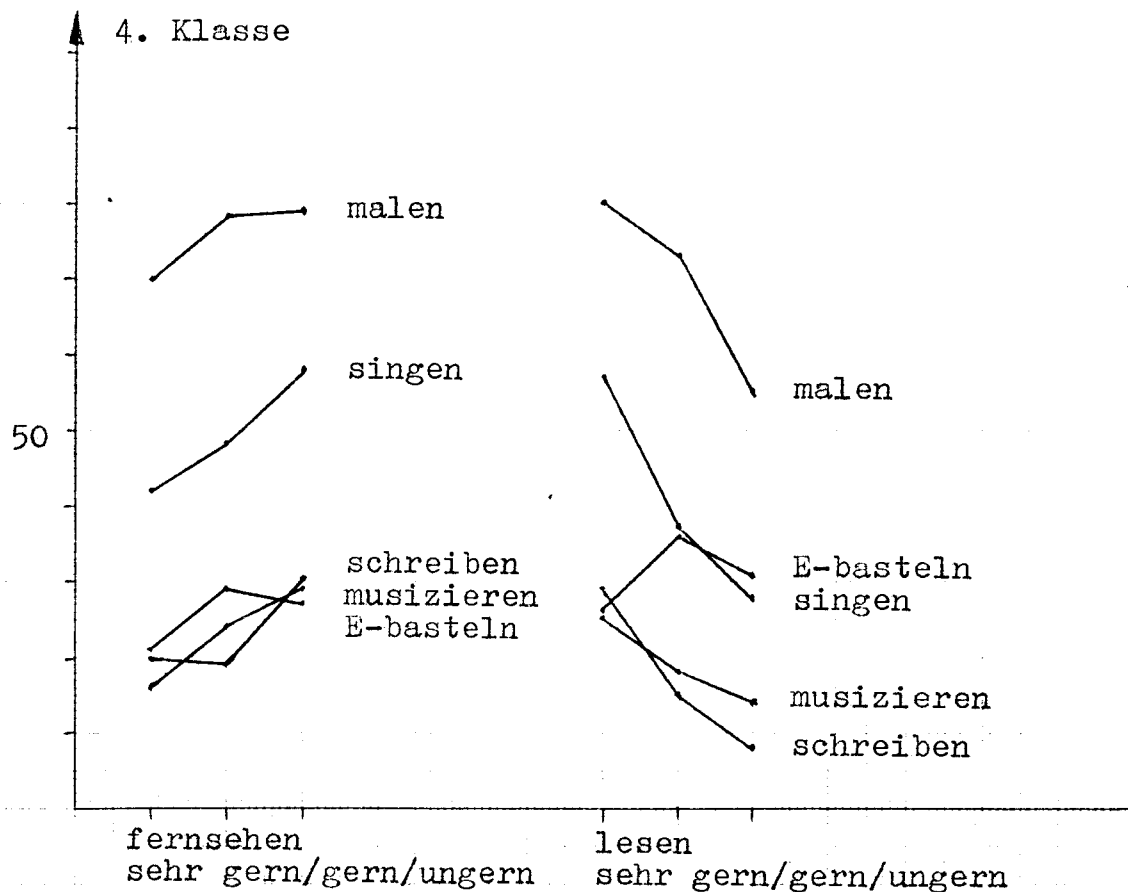 4. Klasse
malen
singen
malen
50
schreiben
musizieren
E-basteln
E-basteln
singen
musizieren
schreiben
fernsehen
sehr gern/gern/ungern
lesen
sehr gern/gern/ungern